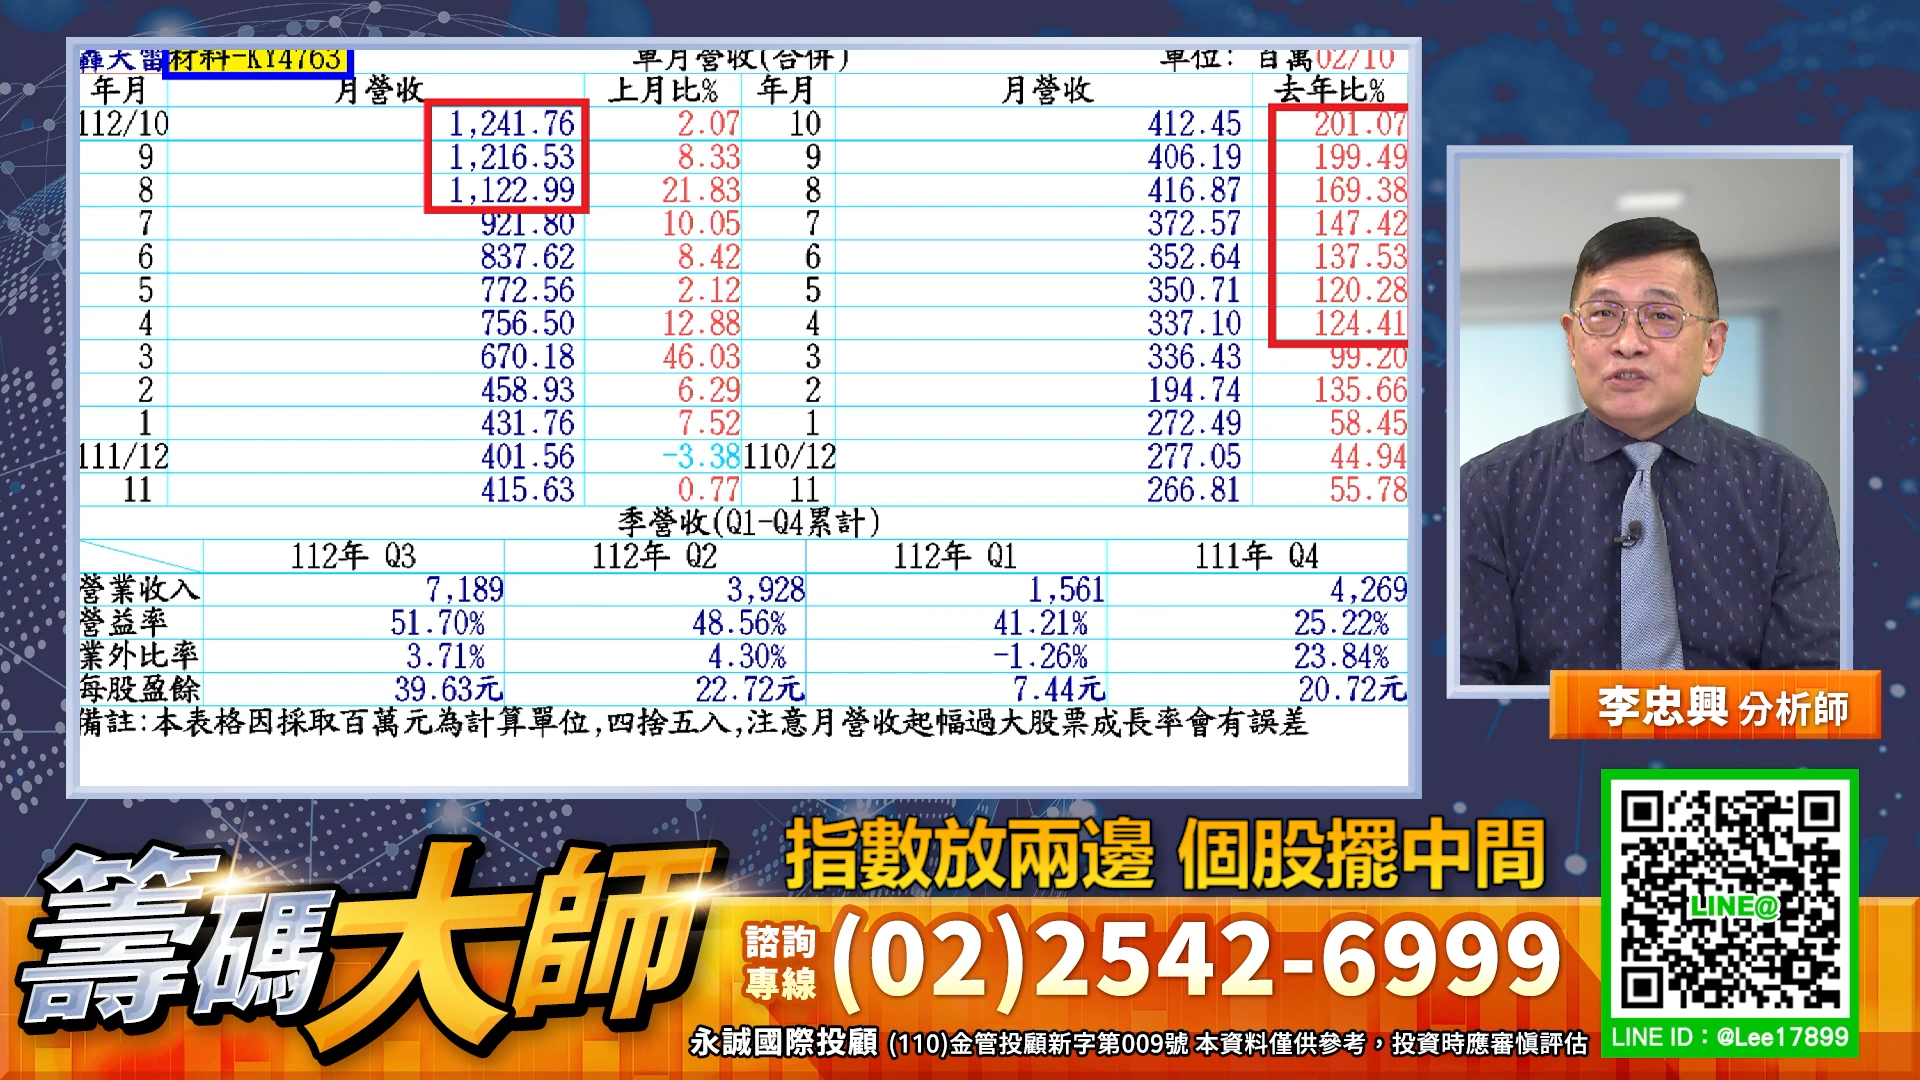 材料-KY4763 單月營收(合併) 單位: 百萬 02/10
年月 月營收 上月比% 年月 月營收 去年比%
112/10 1,241.76 2.07 10 412.45 201.07
9 1,216.53 8.33 9 406.19 199.49
8 1,122.99 21.83 8 416.87 169.38
7 921.80 10.05 7 372.57 147.42
6 837.62 8.42 6 352.64 137.53
5 772.56 2.12 5 350.71 120.28
4 756.50 12.88 4 337.10 124.41
3 670.18 46.03 3 336.43 99.20
2 458.93 6.29 2 194.74 135.66
1 431.76 7.52 1 272.49 58.45
111/12 401.56 -3.38 110/12 277.05 44.94
11 415.63 0.77 11 266.81 55.78
季營收(Q1-Q4累計)
112年 Q3 112年 Q2 112年 Q1 111年 Q4
營業收入 7,189 3,928 1,561 4,269
營益率 51.70% 48.56% 41.21% 25.22%
業外比率 3.71% 4.30% -1.26% 23.84%
每股盈餘 39.63元 22.72元 7.44元 20.72元
備註:本表格因採取百萬元為計算單位,四捨五入,注意月營收起幅過大股票成長率會有誤差
李忠興 分析師
指數放兩邊 個股擺中間
籌碼大師
諮詢專線 (02)2542-6999
永誠國際投顧 (110)金管投顧新字第009號 本資料僅供參考，投資時應審慎評估
LINE@
LINE ID：@Lee17899